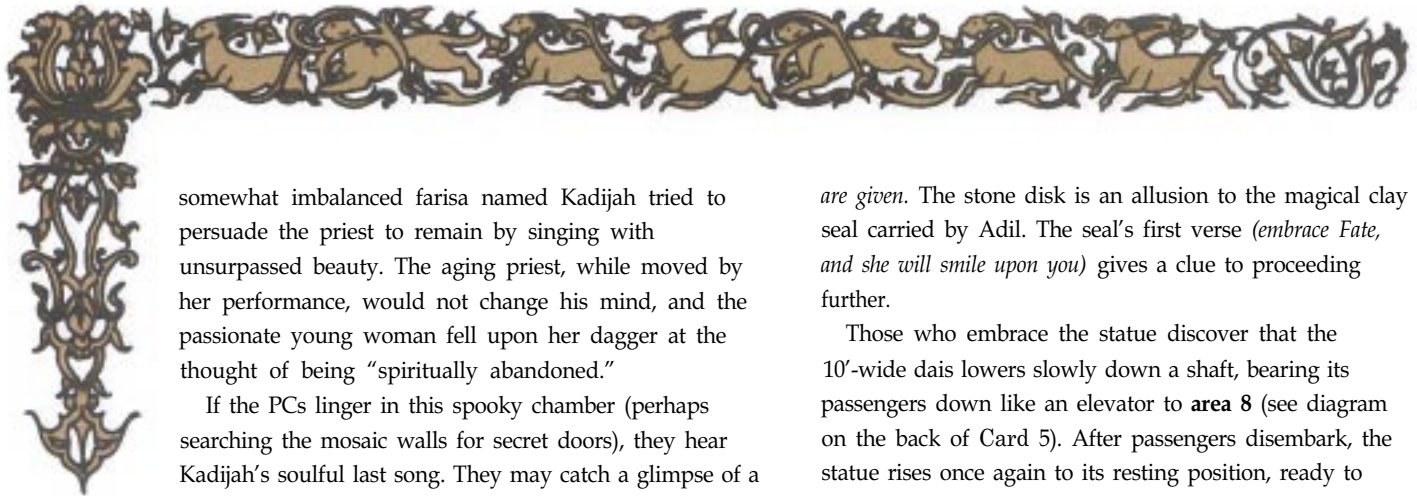 somewhat imbalanced farisa named Kadijah tried to
persuade the priest to remain by singing with
unsurpassed beauty. The aging priest, while moved by
her performance, would not change his mind, and the
passionate young woman fell upon her dagger at the
thought of being “spiritually abandoned.”
If the PCs linger in this spooky chamber (perhaps
searching the mosaic walls for secret doors), they hear
Kadijah’s soulful last song. They may catch a glimpse of a
are given. The stone disk is an allusion to the magical clay
seal carried by Adil. The seal’s first verse (embrace Fate,
and she will smile upon you) gives a clue to proceeding
further.
Those who embrace the statue discover that the
10′-wide dais lowers slowly down a shaft, bearing its
passengers down like an elevator to area 8 (see diagram
on the back of Card 5). After passengers disembark, the
statue rises once again to its resting position, ready to